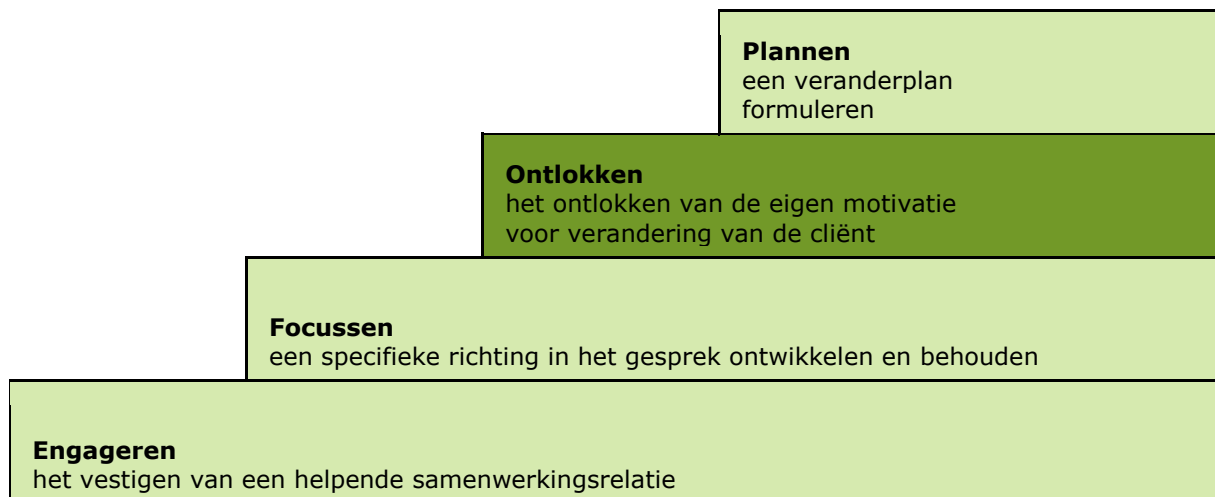 Plannen
een veranderplan
formuleren
Ontlokken
het ontlokken van de eigen motivatie
voor verandering van de cliënt
Focussen
een specifieke richting in het gesprek ontwikkelen en behouden
Engageren
het vestigen van een helpende samenwerkingsrelatie